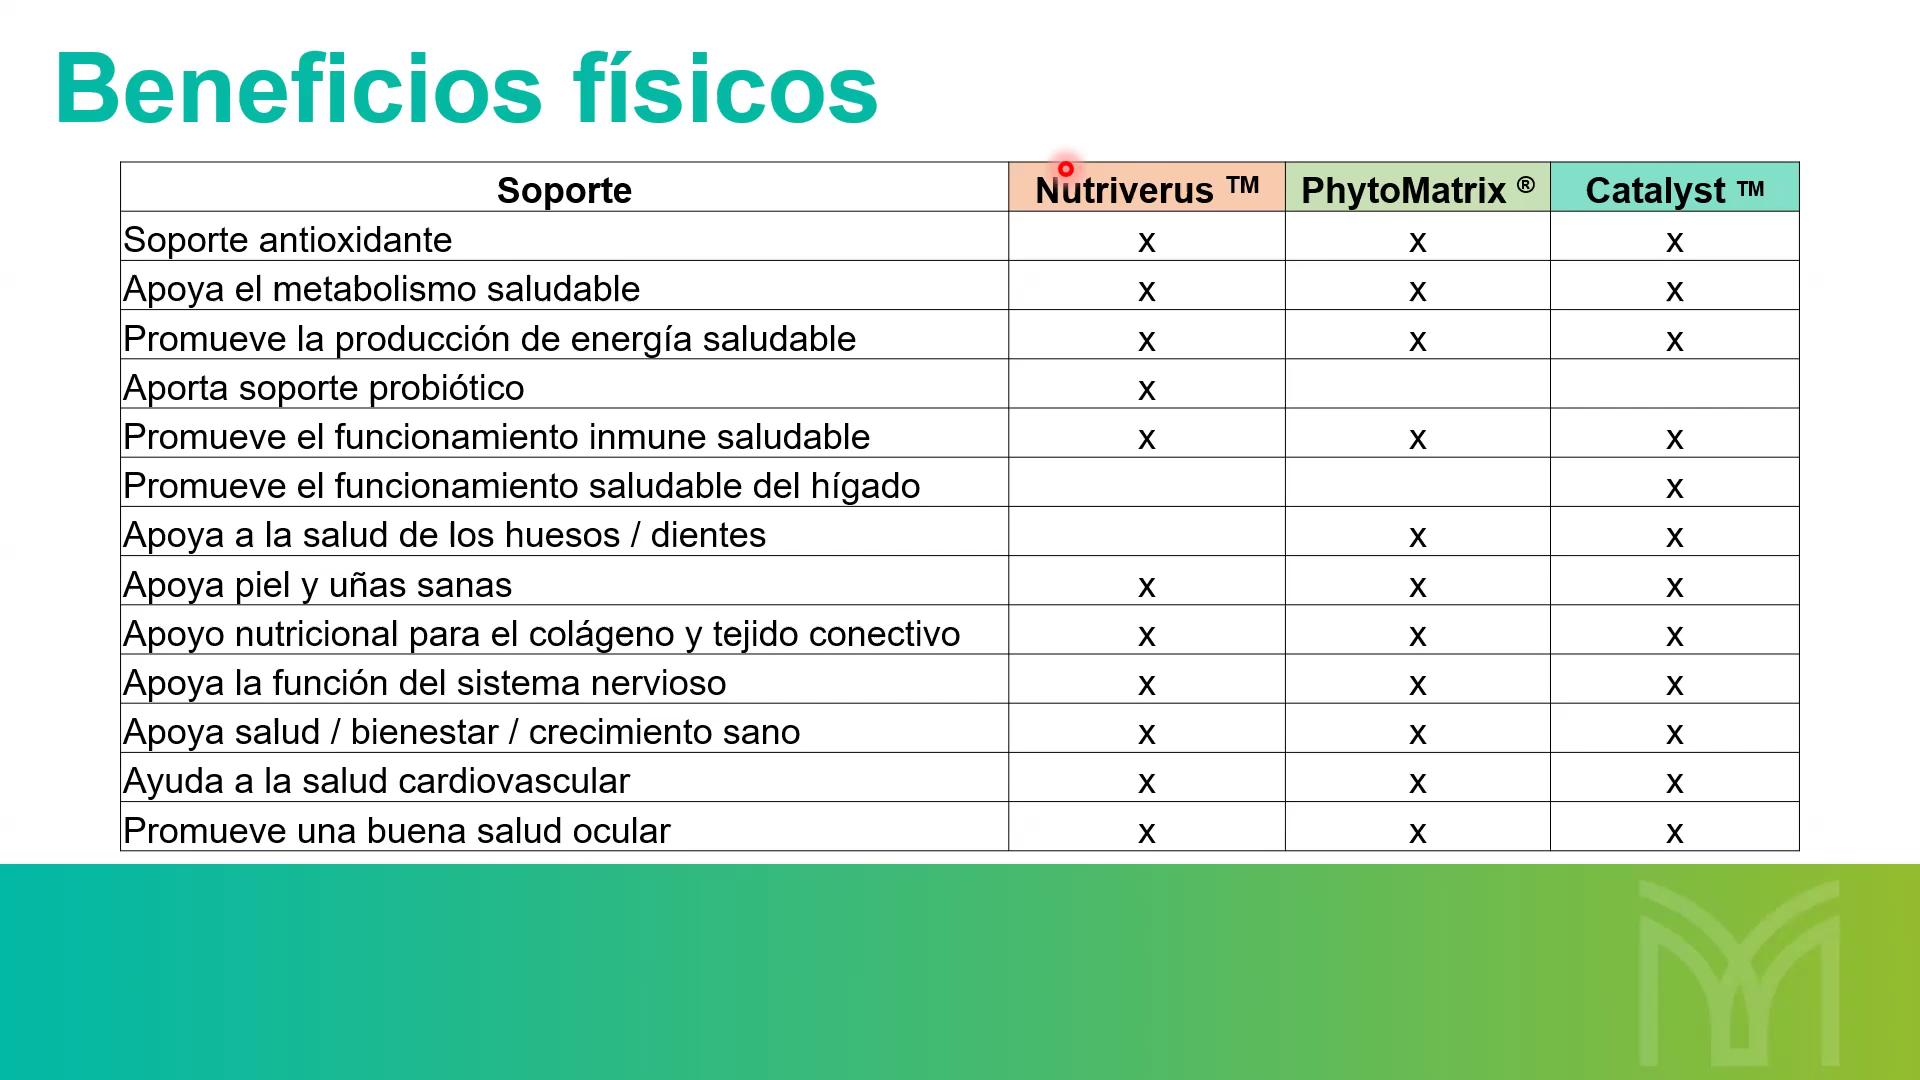 Beneficios físicos
Soporte Nutriverus ™ PhytoMatrix ® Catalyst ™
Soporte antioxidante x x x
Apoya el metabolismo saludable x x x
Promueve la producción de energía saludable x x x
Aporta soporte probiótico x
Promueve el funcionamiento inmune saludable x x x
Promueve el funcionamiento saludable del hígado x
Apoya a la salud de los huesos / dientes x x
Apoya piel y uñas sanas x x x
Apoyo nutricional para el colágeno y tejido conectivo x x x
Apoya la función del sistema nervioso x x x
Apoya salud / bienestar / crecimiento sano x x x
Ayuda a la salud cardiovascular x x x
Promueve una buena salud ocular x x x